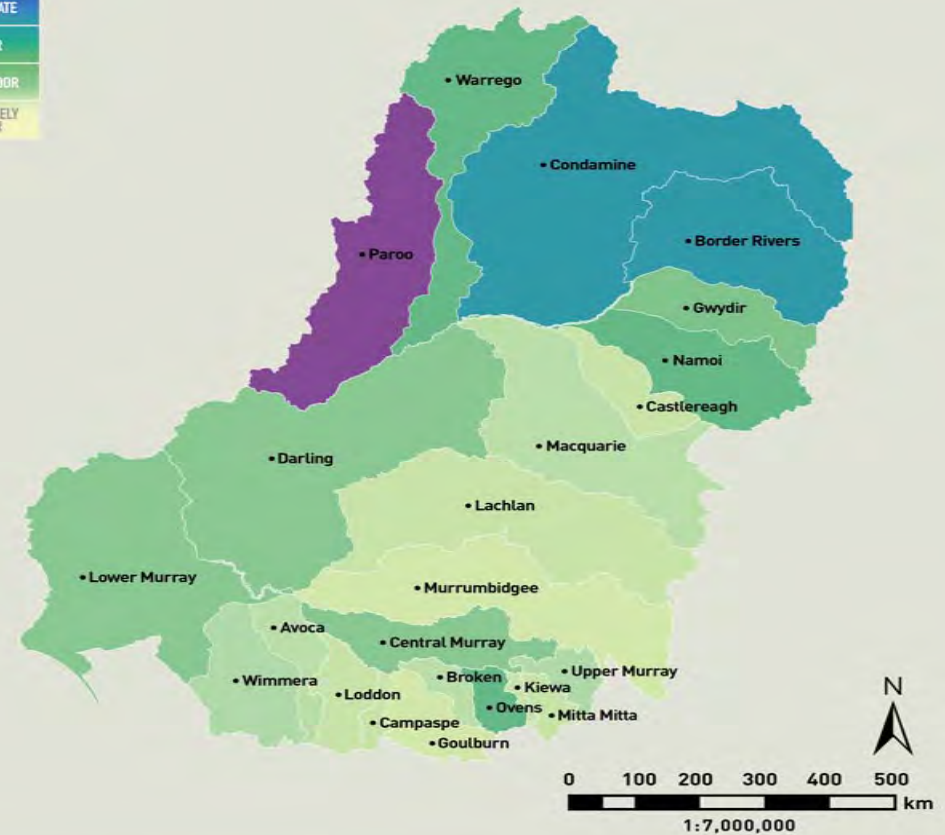 Warrego
Condamine
Border Rivers
Paroo
Gwydir
Namoi
Castlereagh
Macquarie
Darling
Lachlan
Lower Murray
Murrumbidgee
Avoca
Central Murray
Upper Murray
Broken
Kiewa
Wimmera
Loddon
Ovens
Mitta Mitta
Campaspe
Goulburn
N
0 100 200 300 400 500
km
1:7,000,000